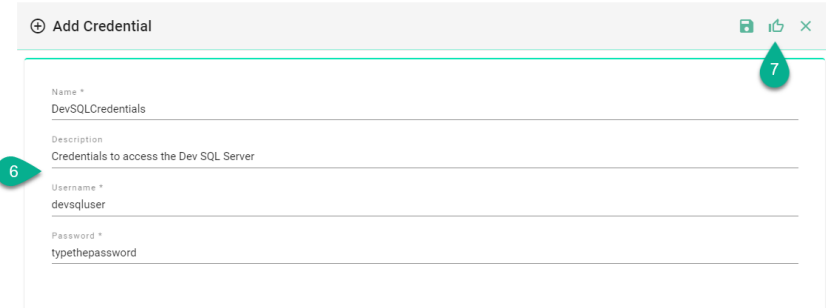 Add Credential
7
Name *
DevSQLCredentials
Description
Credentials to access the Dev SQL Server
6
Username *
devsqluser
Password *
typethepassword